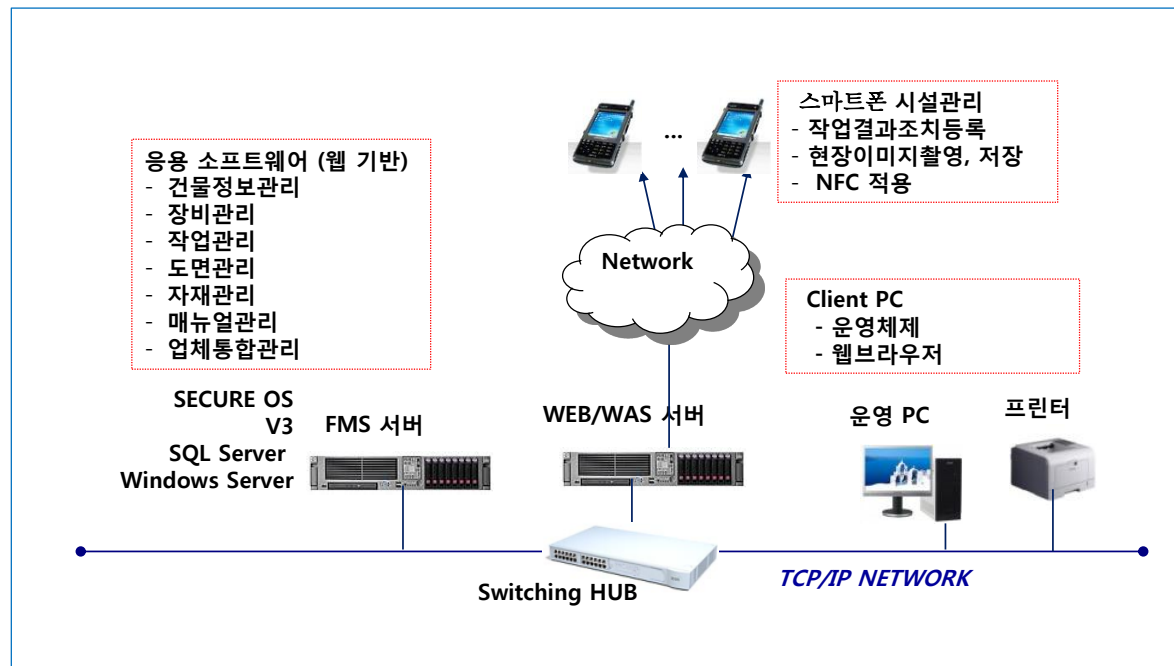 스마트폰 시설관리
- 작업결과조치등록
- 현장이미지촬영, 저장
- NFC 적용
...
응용 소프트웨어 (웹 기반)
- 건물정보관리
- 장비관리
- 작업관리
- 도면관리
- 자재관리
- 매뉴얼관리
- 업체통합관리
Network
Client PC
- 운영체제
- 웹브라우저
SECURE OS
V3
SQL Server
Windows Server
FMS 서버
WEB/WAS 서버
운영 PC
프린터
Switching HUB
TCP/IP NETWORK